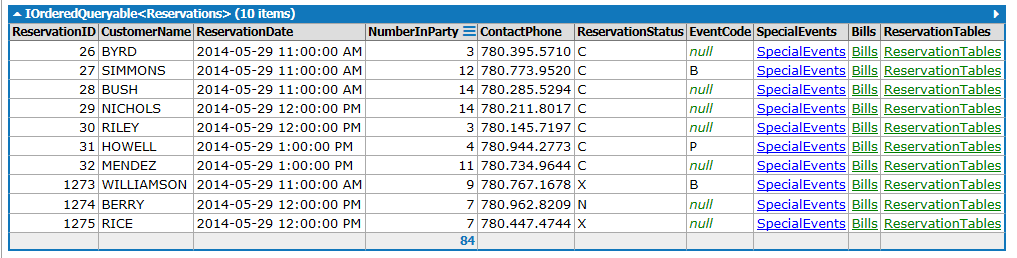 IOrderedQueryable<Reservations> (10 items)
ReservationID CustomerName ReservationDate NumberInParty ContactPhone ReservationStatus EventCode SpecialEvents Bills ReservationTables
26 BYRD 2014-05-29 11:00:00 AM 3 780.395.5710 C null SpecialEvents Bills ReservationTables
27 SIMMONS 2014-05-29 11:00:00 AM 12 780.773.9520 C B SpecialEvents Bills ReservationTables
28 BUSH 2014-05-29 11:00:00 AM 14 780.285.5294 C null SpecialEvents Bills ReservationTables
29 NICHOLS 2014-05-29 12:00:00 PM 14 780.211.8017 C null SpecialEvents Bills ReservationTables
30 RILEY 2014-05-29 12:00:00 PM 3 780.145.7197 C null SpecialEvents Bills ReservationTables
31 HOWELL 2014-05-29 1:00:00 PM 4 780.944.2773 C P SpecialEvents Bills ReservationTables
32 MENDEZ 2014-05-29 1:00:00 PM 11 780.734.9644 C null SpecialEvents Bills ReservationTables
1273 WILLIAMSON 2014-05-29 11:00:00 AM 9 780.767.1678 X B SpecialEvents Bills ReservationTables
1274 BERRY 2014-05-29 12:00:00 PM 7 780.962.8209 N null SpecialEvents Bills ReservationTables
1275 RICE 2014-05-29 12:00:00 PM 7 780.447.4744 X null SpecialEvents Bills ReservationTables
84